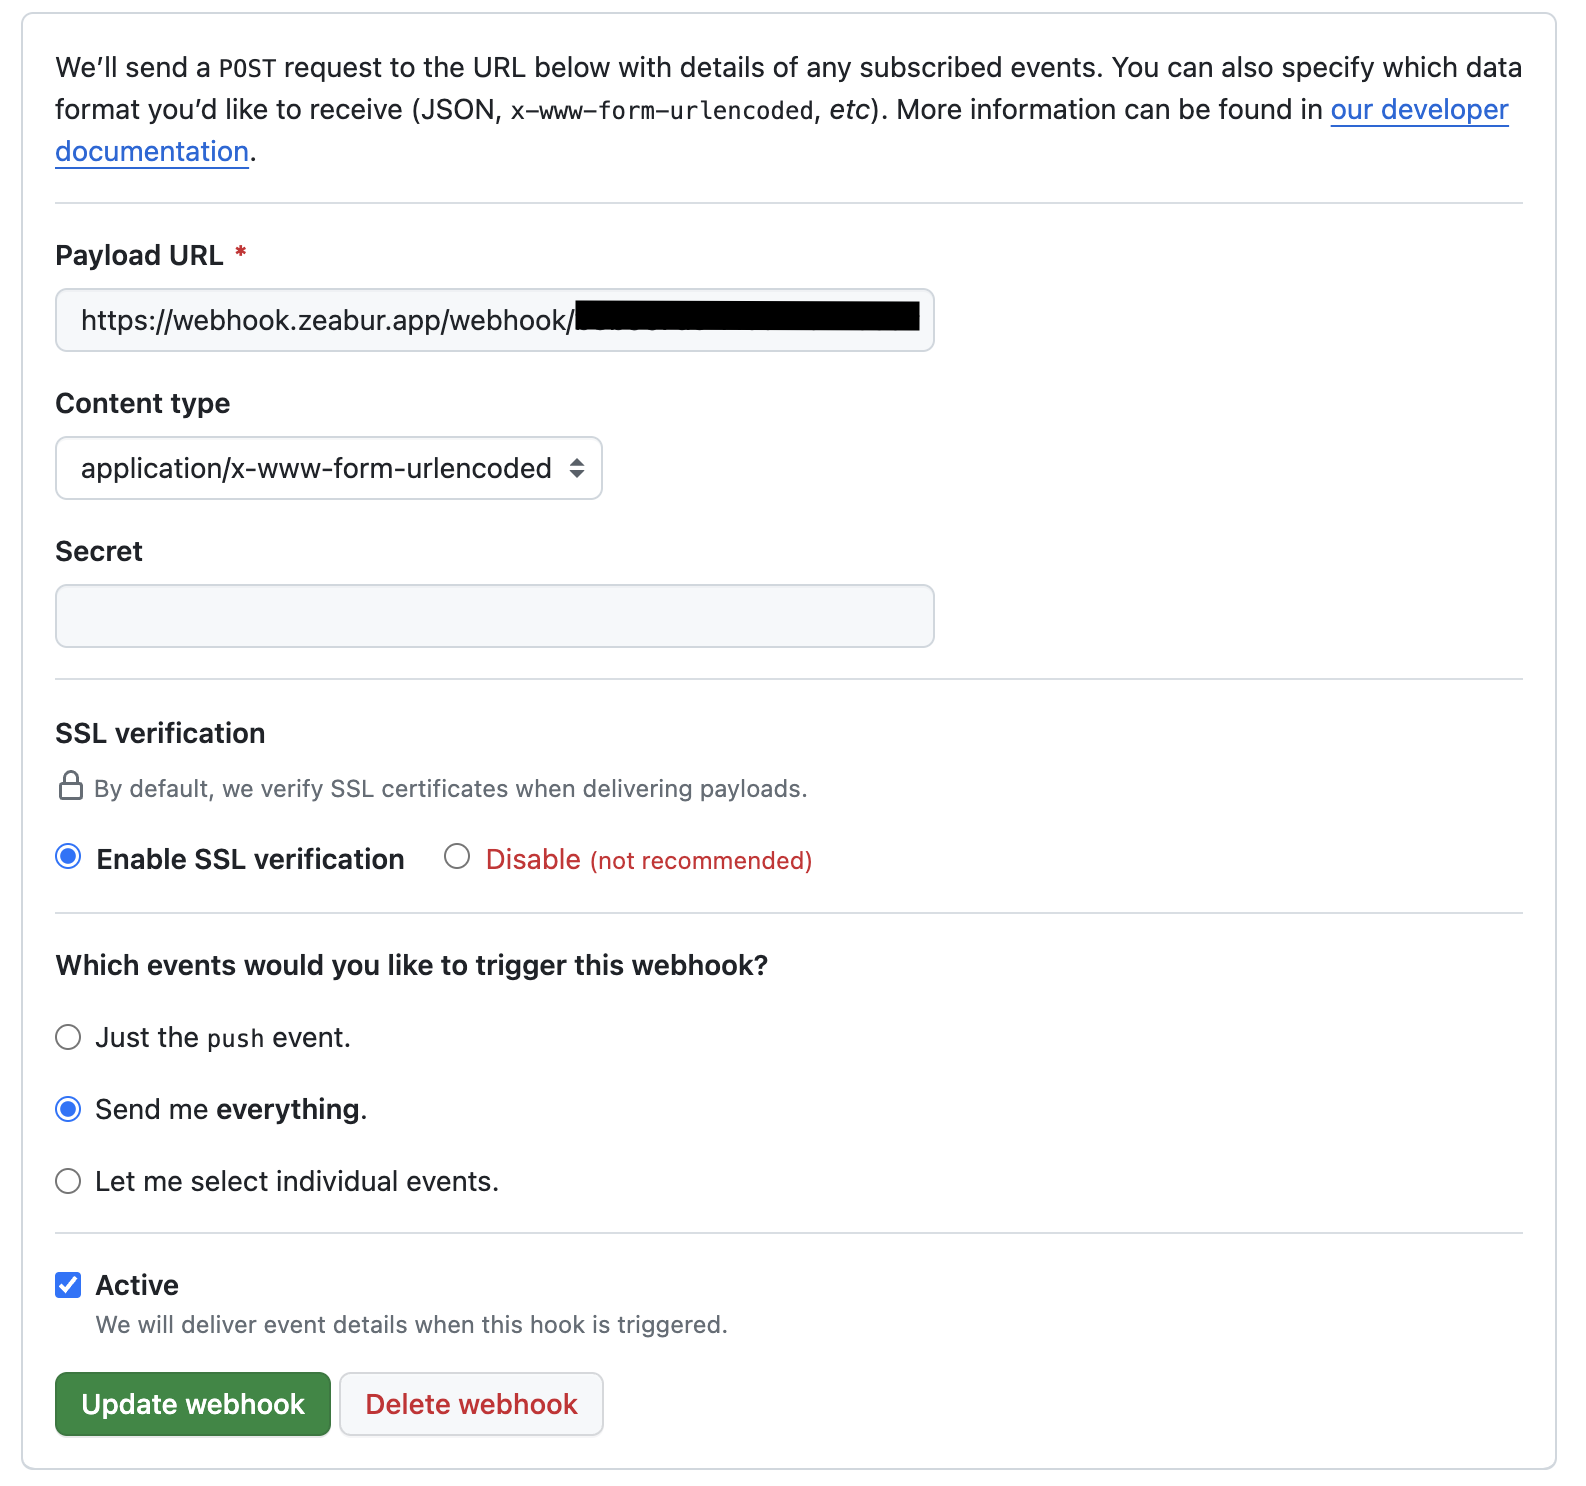 We’ll send a POST request to the URL below with details of any subscribed events. You can also specify which data
format you’d like to receive (JSON, x-www-form-urlencoded, etc). More information can be found in our developer
documentation.
Payload URL *
https://webhook.zeabur.app/webhook/
Content type
application/x-www-form-urlencoded
Secret
SSL verification
By default, we verify SSL certificates when delivering payloads.
Enable SSL verification Disable (not recommended)
Which events would you like to trigger this webhook?
Just the push event.
Send me everything.
Let me select individual events.
Active
We will deliver event details when this hook is triggered.
Update webhook Delete webhook